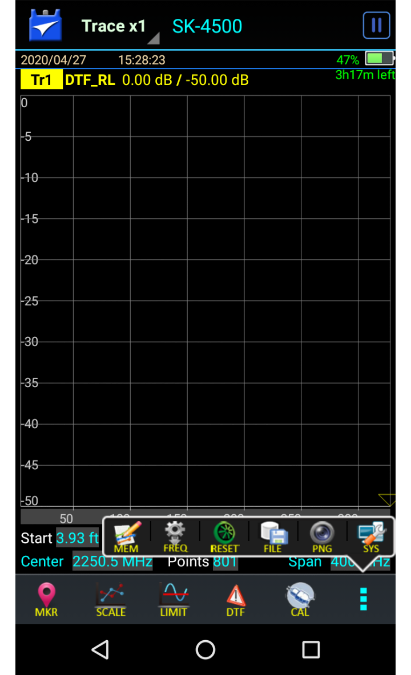 Trace x1 SK-4500
2020/04/27 15:28:23 47%
3h17m left
Tr1 DTF_RL 0.00 dB / -50.00 dB
0
-5
-10
-15
-20
-25
-30
-35
-40
-45
-50
50
Start 3.93 ft
MEM FREQ RESET FILE PNG SYS
Center 2250.5 MHz Points 801 Span
MKR SCALE LIMIT DTF CAL